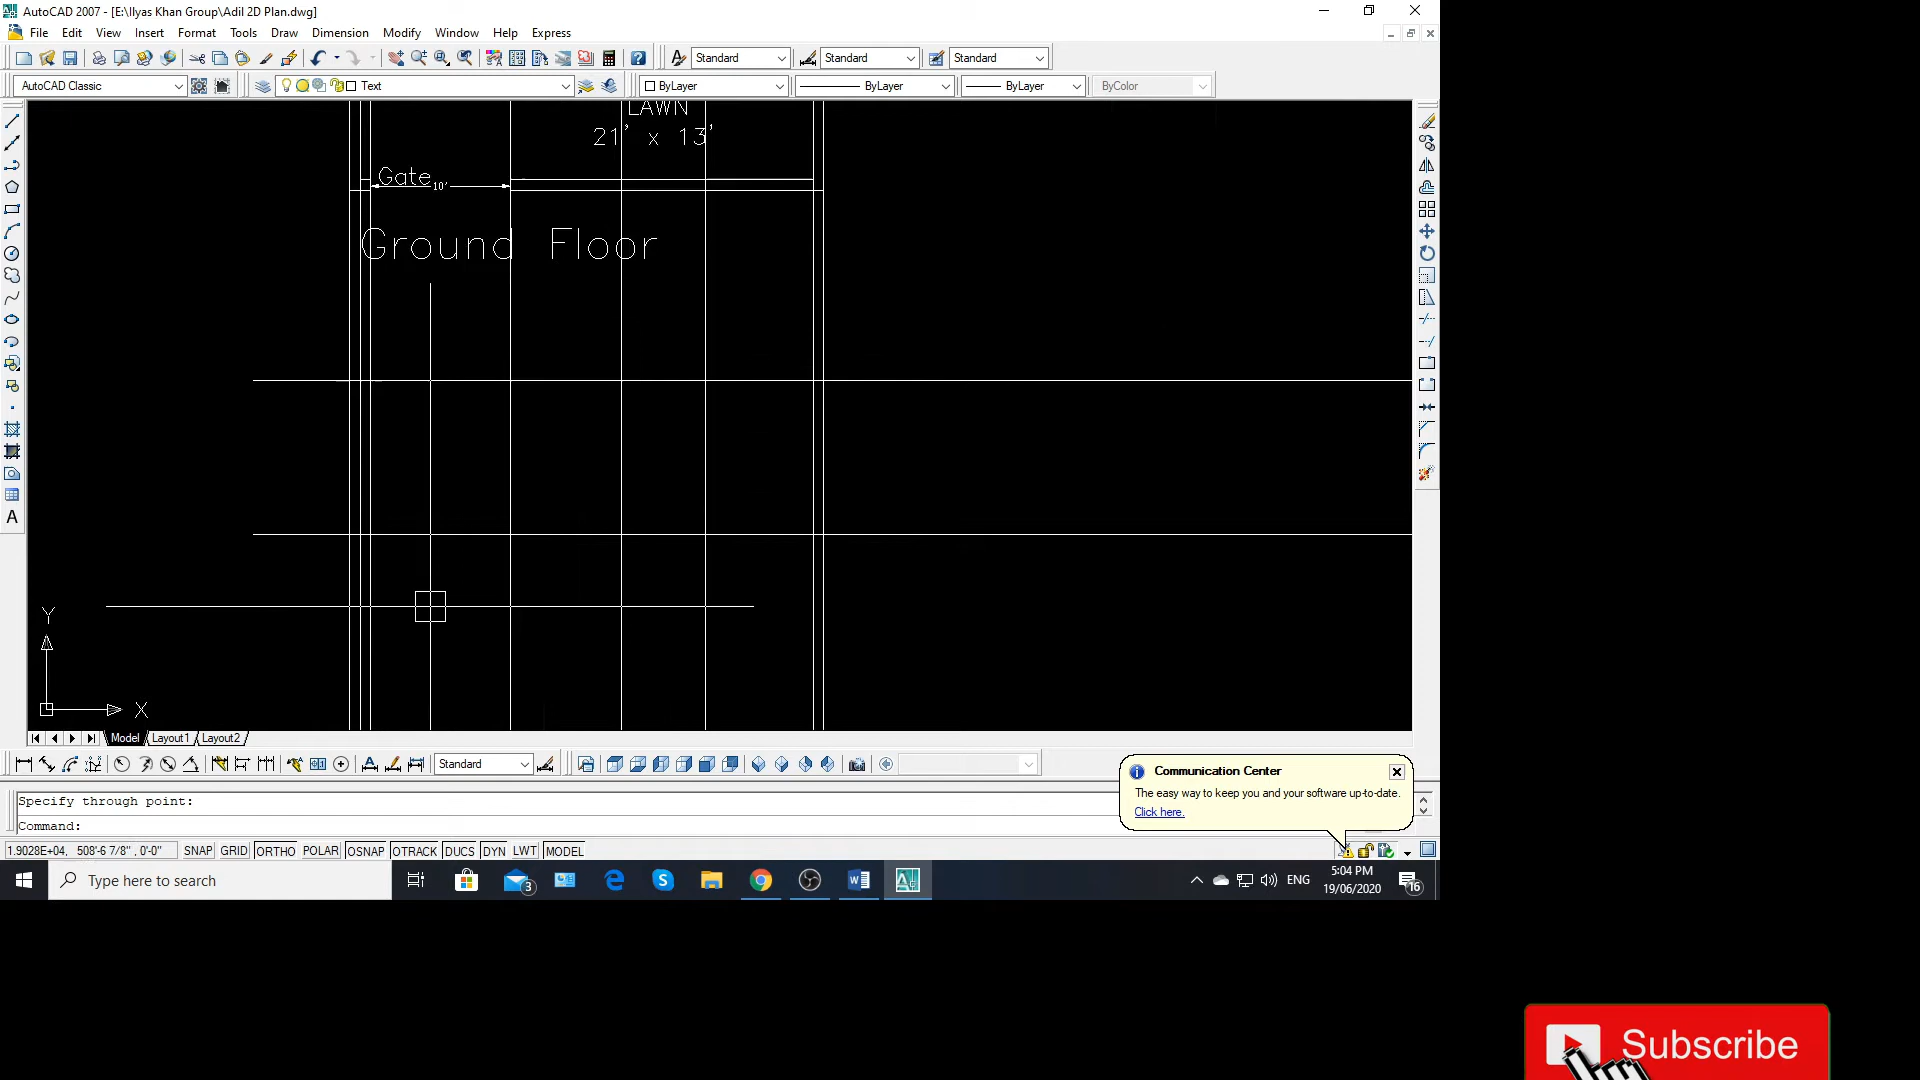 AutoCAD 2007 - [E:\Ilyas Khan Group\Adil 2D Plan.dwg]
File Edit View Insert Format Tools Draw Dimension Modify Window Help Express
Standard Standard Standard
AutoCAD Classic Text ByLayer ByLayer ByLayer ByColor
LAWN
21' x 13'
Gate 10'
Ground Floor
A
Y
X
Model Layout1 Layout2
Standard
Communication Center
The easy way to keep you and your software up-to-date.
Click here.
Specify through point:
Command:
1.9028E+04, 508'-6 7/8" , 0'-0" SNAP GRID ORTHO POLAR OSNAP OTRACK DUCS DYN LWT MODEL
Type here to search 3 ENG 5:04 PM 19/06/2020 16
Subscribe